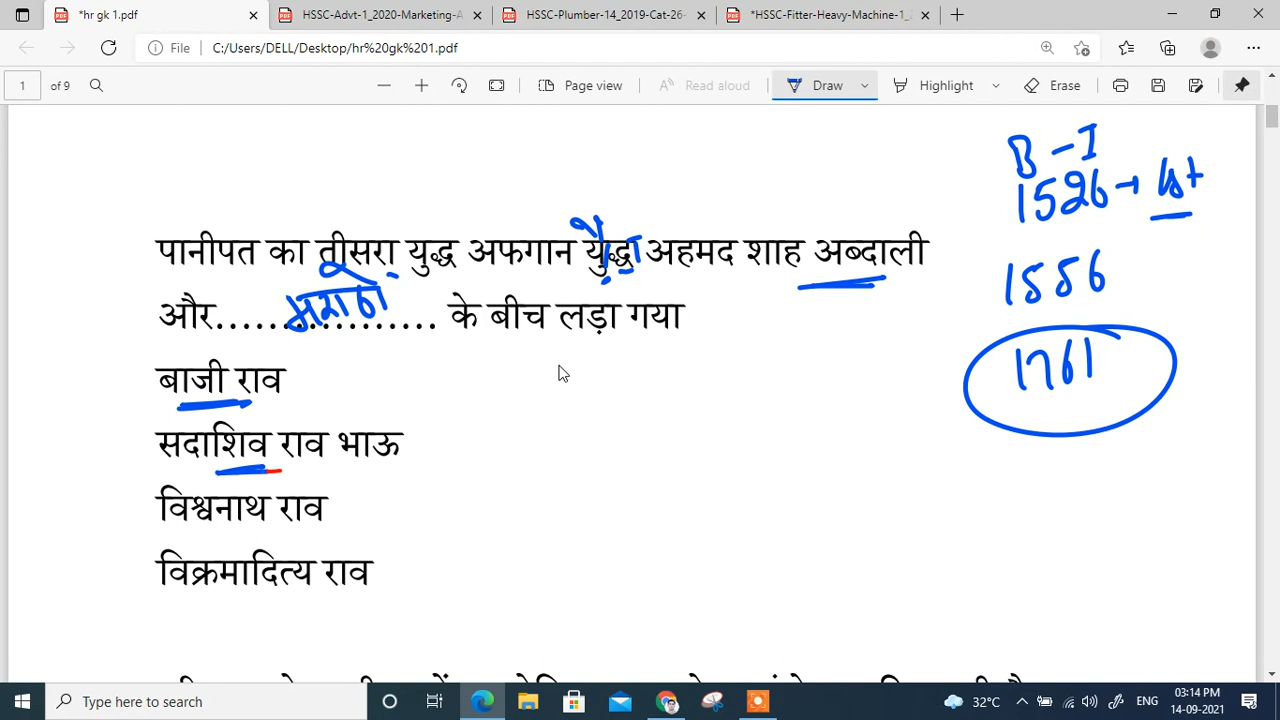 *hr gk 1.pdf
HSSC-Advt-1_2020-Marketing-A
HSSC-Plumber-14_2019-Cat-26-
*HSSC-Fitter-Heavy-Machine-1_
File C:/Users/DELL/Desktop/hr%20gk%201.pdf
1 of 9 Page view Read aloud Draw Highlight Erase
B - I
1526 → Ist
1556
1761
पानीपत का तीसरा युद्ध अफगान युद्धा अहमद शाह अब्दाली
मराठो
और................. के बीच लड़ा गया
बाजी राव
सदाशिव राव भाऊ
विश्वनाथ राव
विक्रमादित्य राव
Type here to search
32°C ENG 03:14 PM
14-09-2021